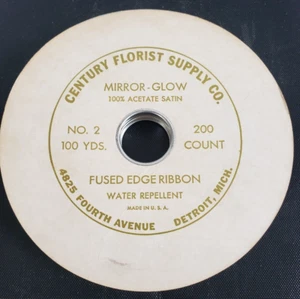 CENTURY FLORIST SUPPLY CO.
MIRROR-GLOW
100% ACETATE SATIN
NO. 2
100 YDS.
200
COUNT
FUSED EDGE RIBBON
WATER REPELLENT
MADE IN U.S.A.
4825 FOURTH AVENUE DETROIT, MICH.